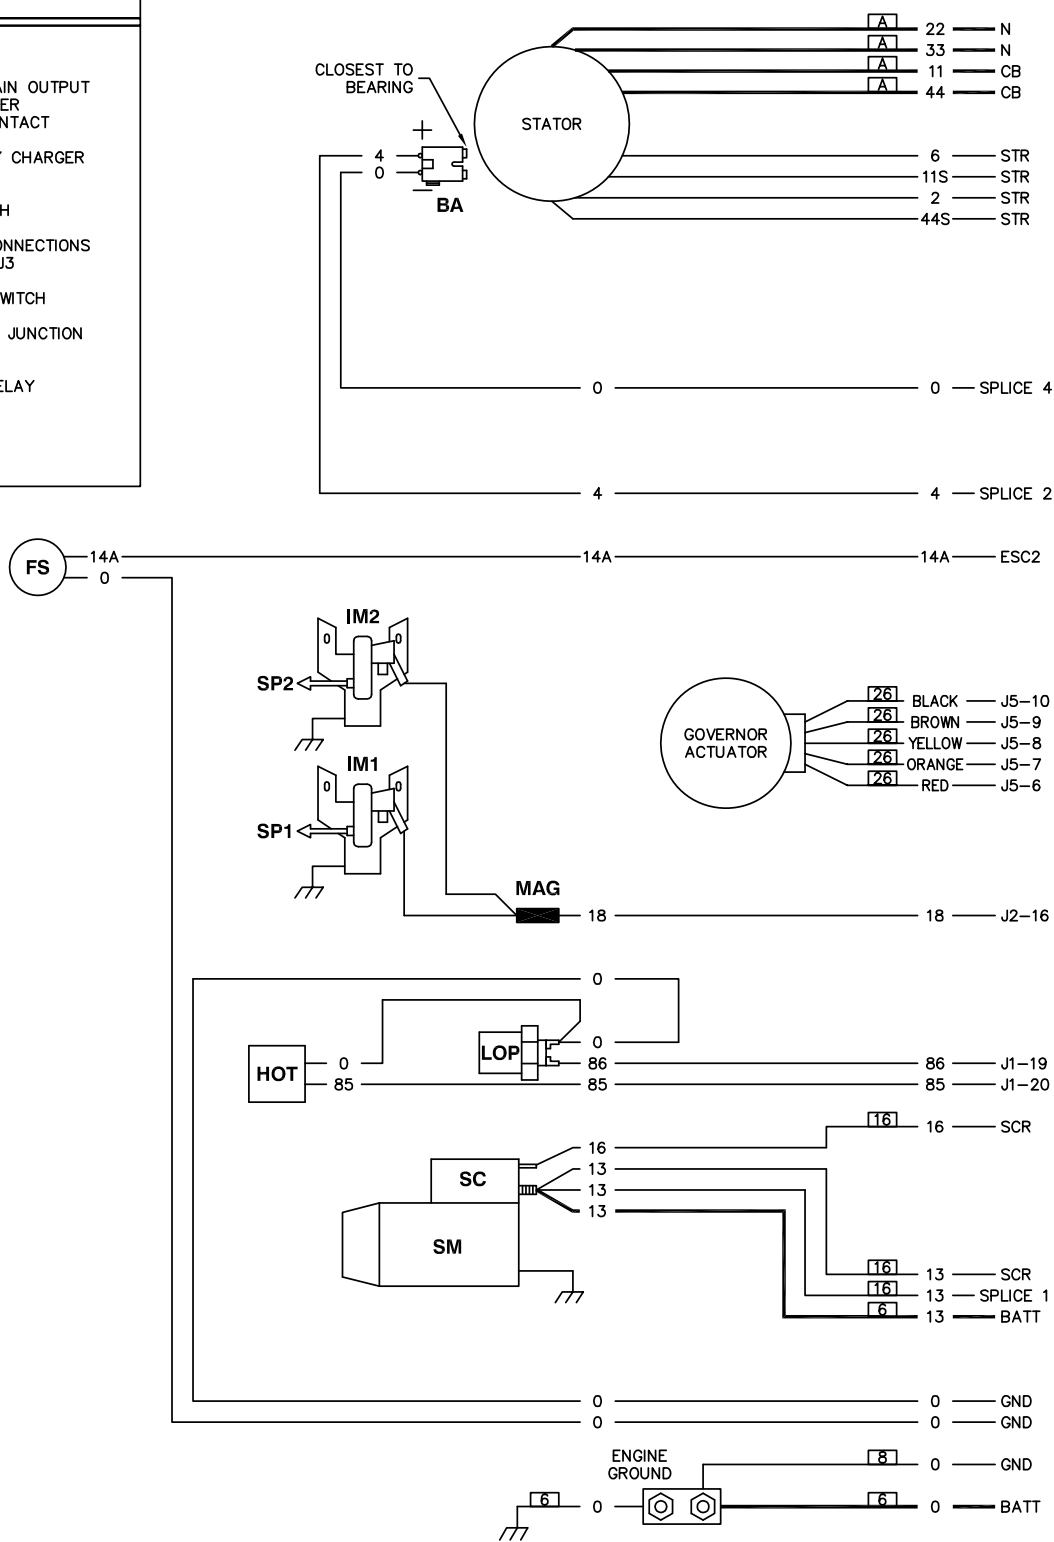 AIN OUTPUT
ER
NTACT
CHARGER
H
ONNECTIONS
J3
WITCH
JUNCTION
ELAY
CLOSEST TO
BEARING
+
4
0
—
BA
STATOR
A 22 N
A 33 N
A 11 CB
A 44 CB
6 STR
11S STR
2 STR
44S STR
0 0 SPLICE 4
4 4 SPLICE 2
FS 14A 14A 14A ESC2
0
IM2
0 0
SP2
IM1
0 0
SP1
GOVERNOR
ACTUATOR
26 BLACK J5-10
26 BROWN J5-9
26 YELLOW J5-8
26 ORANGE J5-7
26 RED J5-6
MAG
18 18 J2-16
0
LOP 0
HOT 0 86 86 J1-19
85 85 85 J1-20
16 16 SCR
16
SC 13
13
13
SM
16 13 SCR
16 13 SPLICE 1
6 13 BATT
0 0 GND
0 0 GND
ENGINE
GROUND
8 0 GND
6 0 6 0 BATT